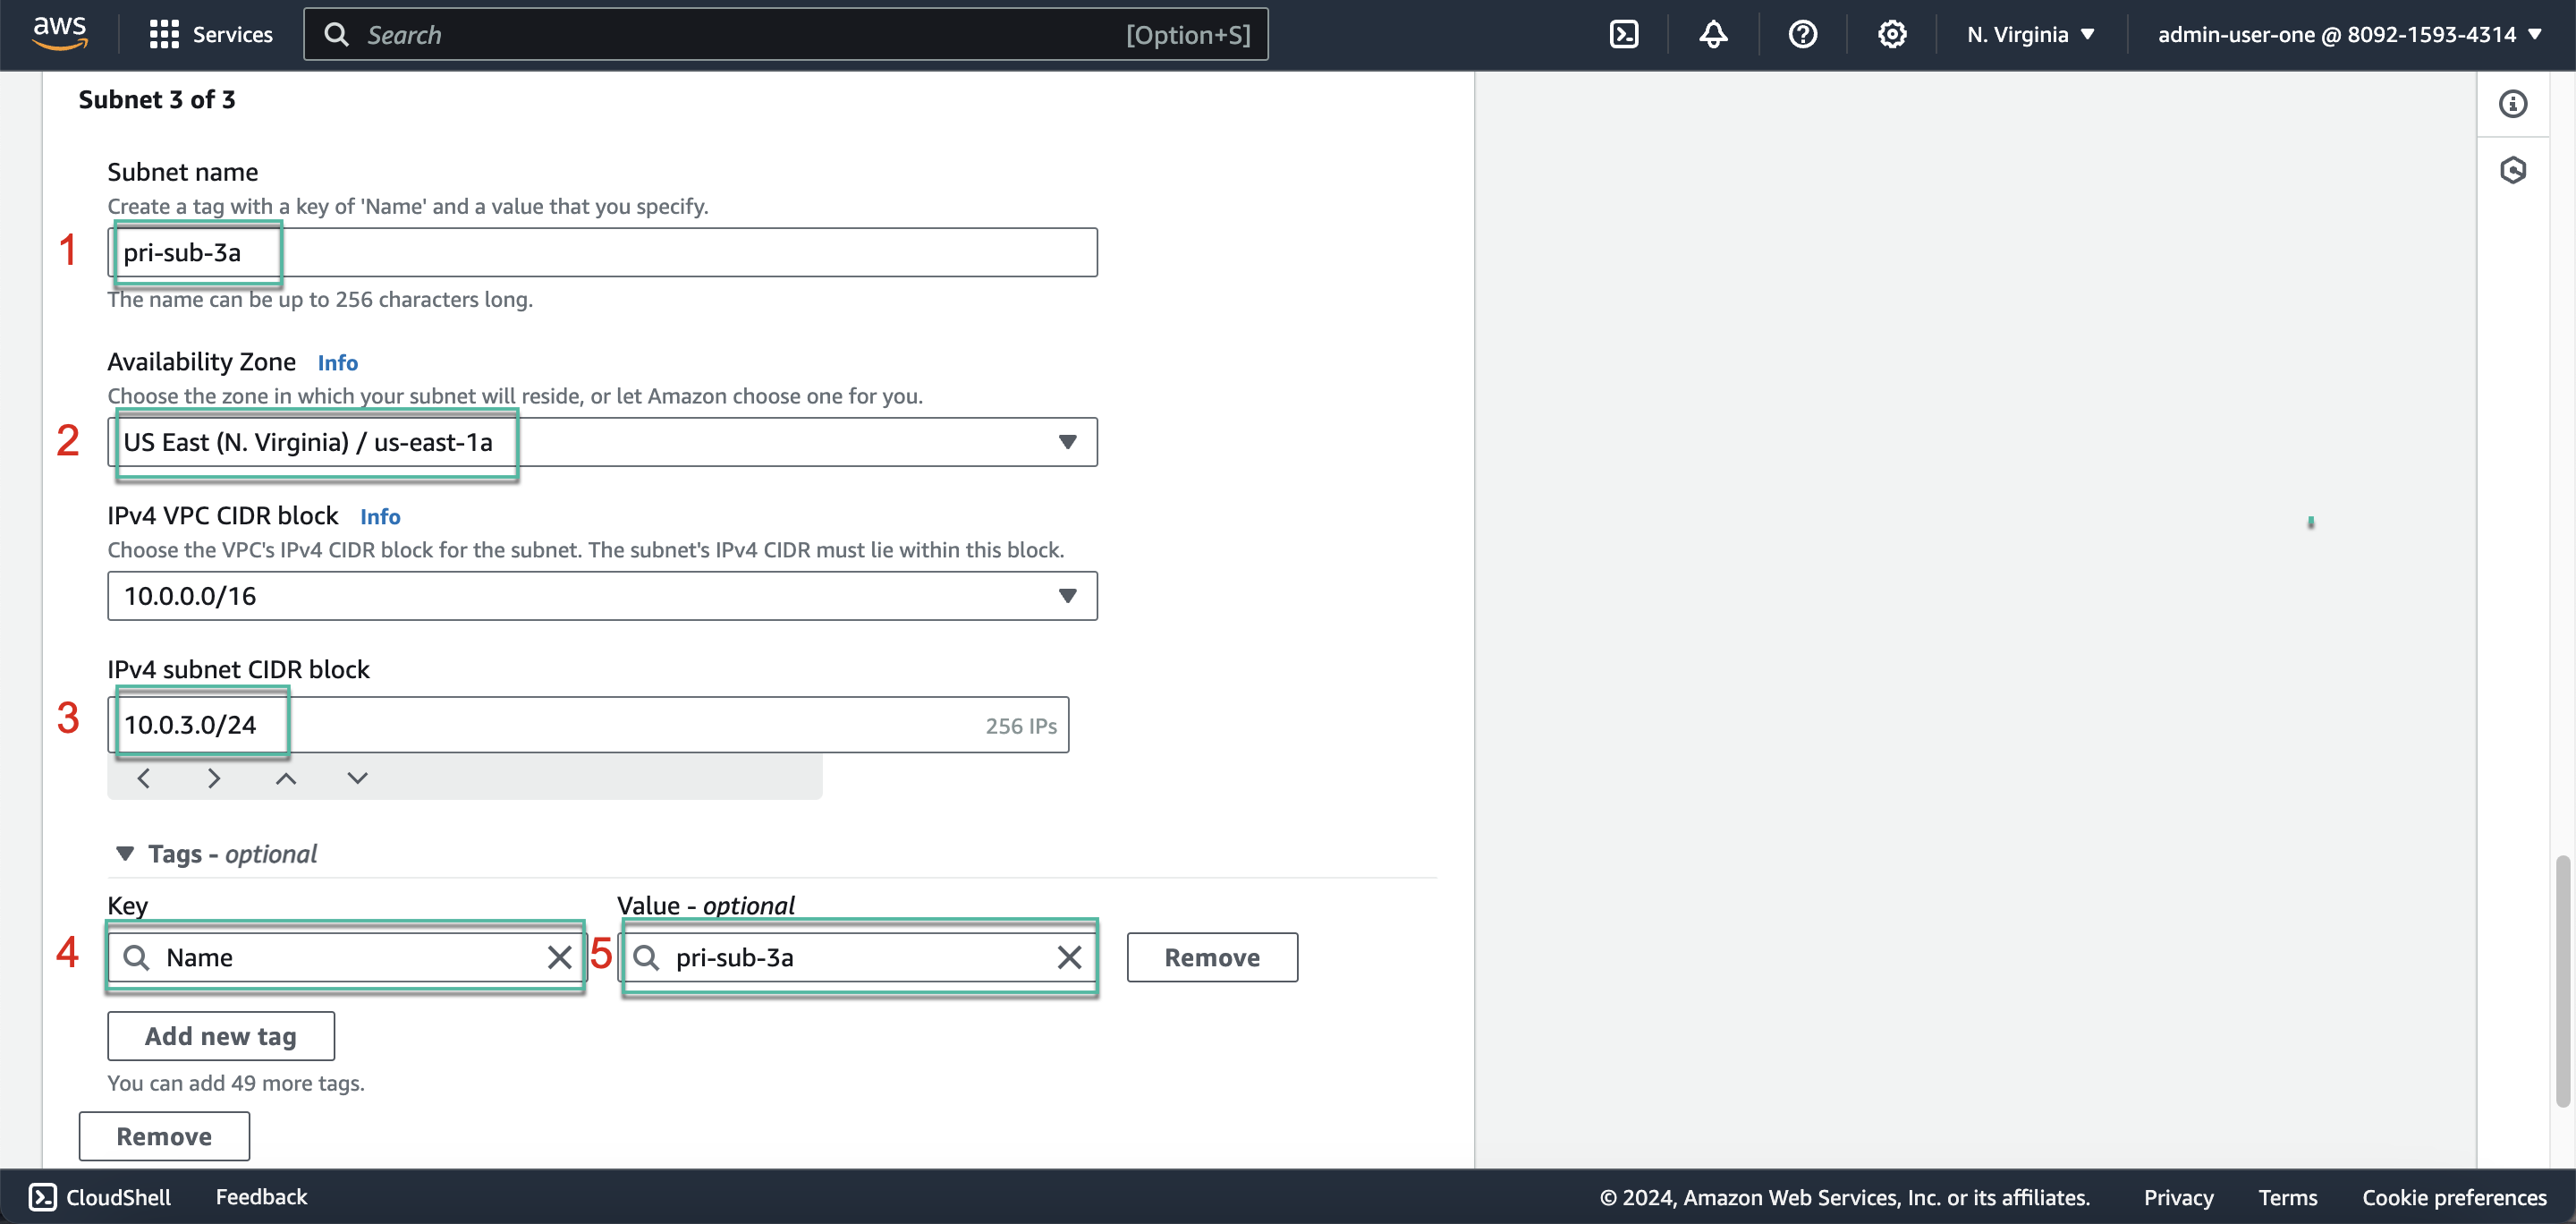 aws Services Search [Option+S] N. Virginia admin-user-one @ 8092-1593-4314
Subnet 3 of 3
Subnet name
Create a tag with a key of 'Name' and a value that you specify.
1 pri-sub-3a
The name can be up to 256 characters long.
Availability Zone Info
Choose the zone in which your subnet will reside, or let Amazon choose one for you.
2 US East (N. Virginia) / us-east-1a
IPv4 VPC CIDR block Info
Choose the VPC's IPv4 CIDR block for the subnet. The subnet's IPv4 CIDR must lie within this block.
10.0.0.0/16
IPv4 subnet CIDR block
3 10.0.3.0/24 256 IPs
Tags - optional
Key Value - optional
4 Name 5 pri-sub-3a Remove
Add new tag
You can add 49 more tags.
Remove
CloudShell Feedback © 2024, Amazon Web Services, Inc. or its affiliates. Privacy Terms Cookie preferences